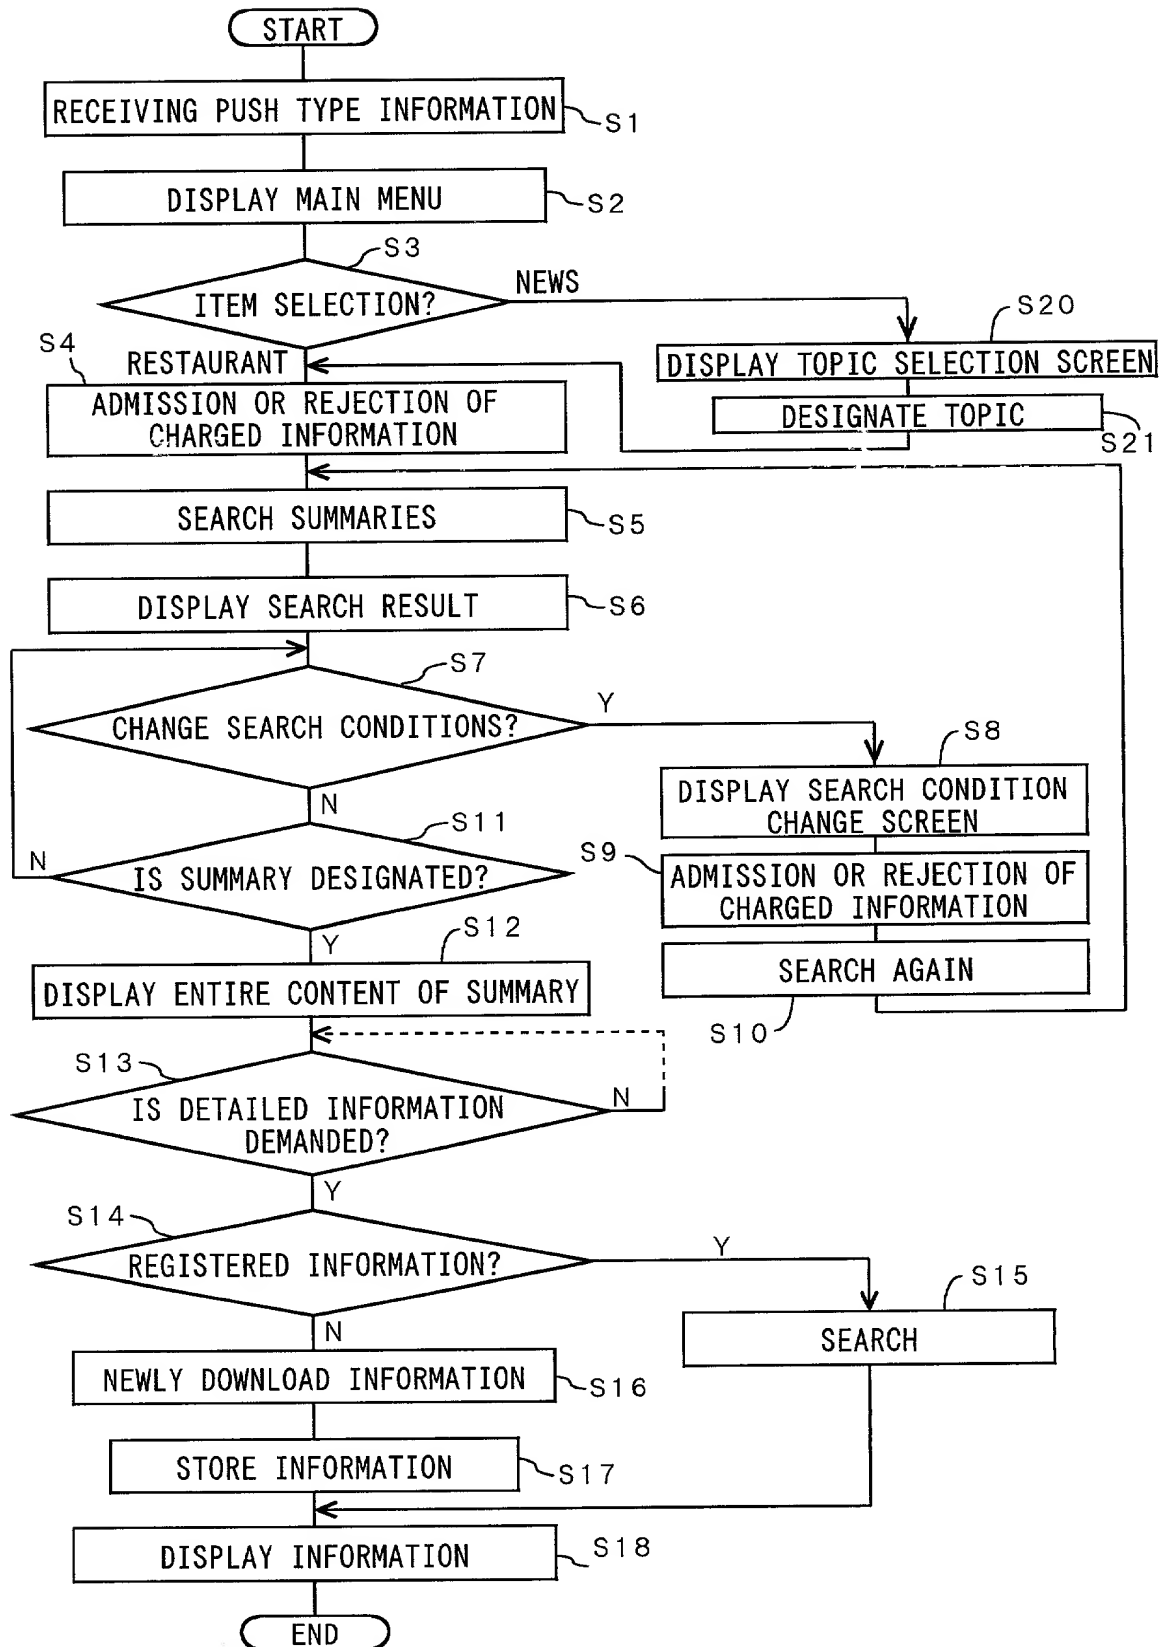 START
RECEIVING PUSH TYPE INFORMATION
S1
DISPLAY MAIN MENU
S2
S3
ITEM SELECTION?
NEWS
S20
DISPLAY TOPIC SELECTION SCREEN
DESIGNATE TOPIC
S21
S4
RESTAURANT
ADMISSION OR REJECTION OF
CHARGED INFORMATION
SEARCH SUMMARIES
S5
DISPLAY SEARCH RESULT
S6
S7
CHANGE SEARCH CONDITIONS?
Y
N
S8
DISPLAY SEARCH CONDITION
CHANGE SCREEN
S9
ADMISSION OR REJECTION OF
CHARGED INFORMATION
SEARCH AGAIN
S10
S11
N
IS SUMMARY DESIGNATED?
Y
S12
DISPLAY ENTIRE CONTENT OF SUMMARY
S13
IS DETAILED INFORMATION
DEMANDED?
N
Y
S14
REGISTERED INFORMATION?
Y
N
S15
SEARCH
NEWLY DOWNLOAD INFORMATION
S16
STORE INFORMATION
S17
DISPLAY INFORMATION
S18
END